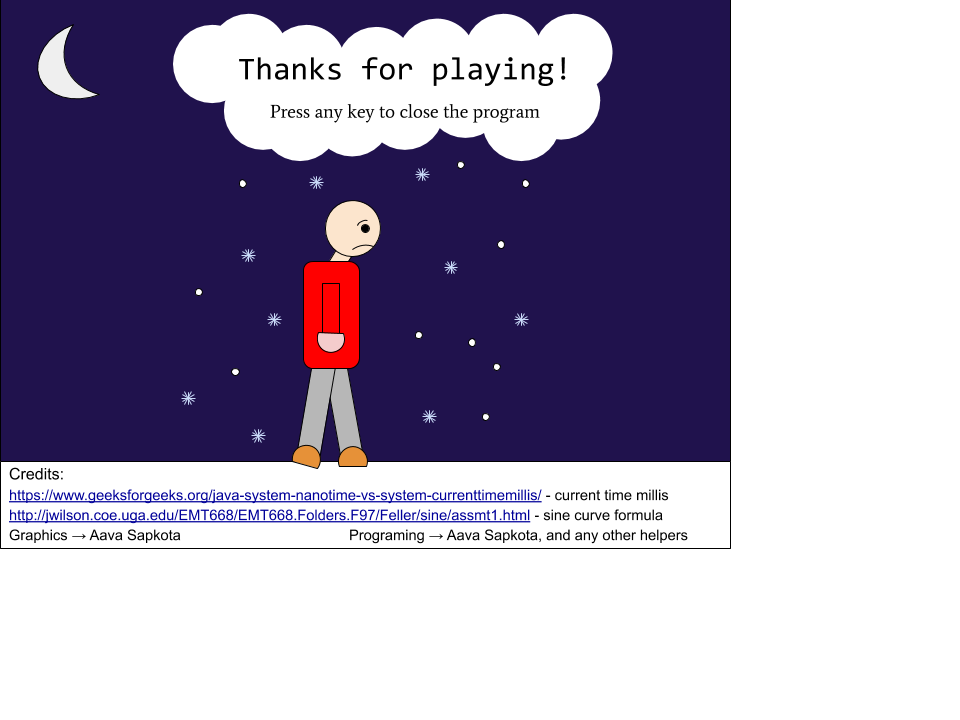 Thanks for playing!
Press any key to close the program
Credits:
https://www.geeksforgeeks.org/java-system-nanotime-vs-system-currenttimemillis/ - current time millis
http://jwilson.coe.uga.edu/EMT668/EMT668.Folders.F97/Feller/sine/assmt1.html - sine curve formula
Graphics → Aava Sapkota Programing → Aava Sapkota, and any other helpers